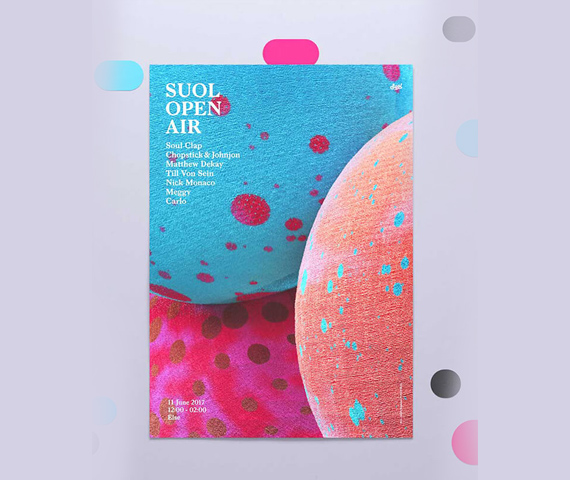 SUOL
OPEN
AIR
Soul Clap
Chopstick & Johnjon
Matthew Dekay
Till Von Sein
Nick Monaco
Meggy
Carlo
11 June 2017
12:00 - 02:00
Else